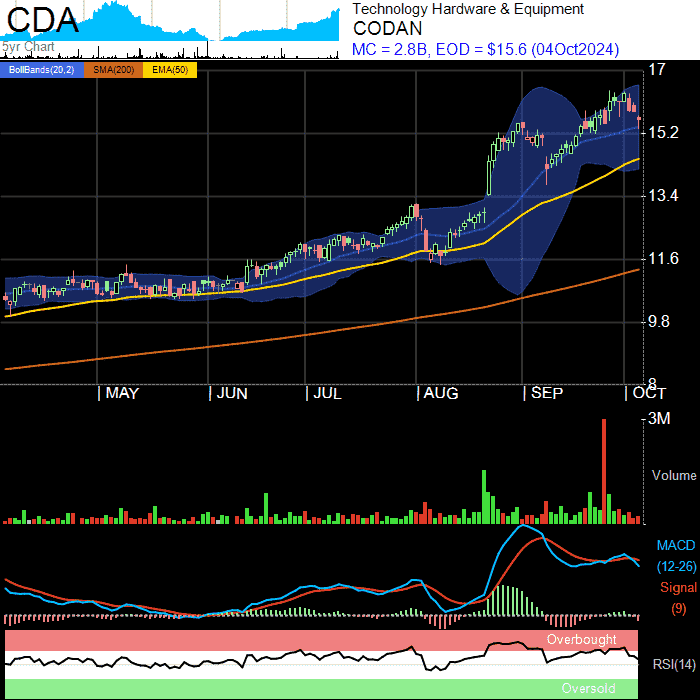 CDA
5yr Chart
Technology Hardware & Equipment
CODAN
MC = 2.8B, EOD = $15.6 (04Oct2024)
BollBands(20,2) SMA(200) EMA(50)
17
15.2
13.4
11.6
9.8
8
MAY JUN JUL AUG SEP OCT
3M
Volume
MACD
(12-26)
Signal
(9)
Overbought
RSI(14)
Oversold